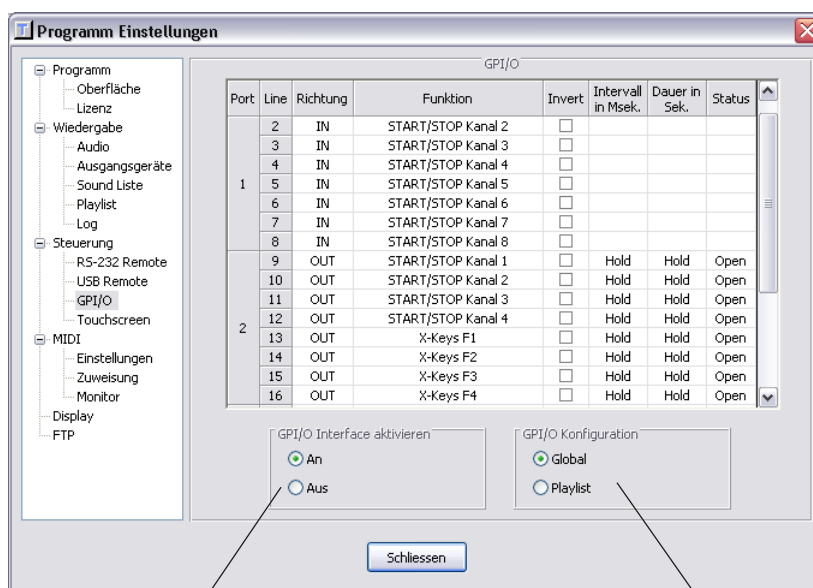 Programm Einstellungen
Programm
Oberfläche
Lizenz
Wiedergabe
Audio
Ausgangsgeräte
Sound Liste
Playlist
Log
Steuerung
RS-232 Remote
USB Remote
GPI/O
Touchscreen
MIDI
Einstellungen
Zuweisung
Monitor
Display
FTP
GPI/O
Port Line Richtung Funktion Invert Intervall in Msek. Dauer in Sek. Status
1
2 IN START/STOP Kanal 2
3 IN START/STOP Kanal 3
4 IN START/STOP Kanal 4
5 IN START/STOP Kanal 5
6 IN START/STOP Kanal 6
7 IN START/STOP Kanal 7
8 IN START/STOP Kanal 8
2
9 OUT START/STOP Kanal 1 Hold Hold Open
10 OUT START/STOP Kanal 2 Hold Hold Open
11 OUT START/STOP Kanal 3 Hold Hold Open
12 OUT START/STOP Kanal 4 Hold Hold Open
13 OUT X-Keys F1 Hold Hold Open
14 OUT X-Keys F2 Hold Hold Open
15 OUT X-Keys F3 Hold Hold Open
16 OUT X-Keys F4 Hold Hold Open
GPI/O Interface aktivieren
An
Aus
GPI/O Konfiguration
Global
Playlist
Schliessen